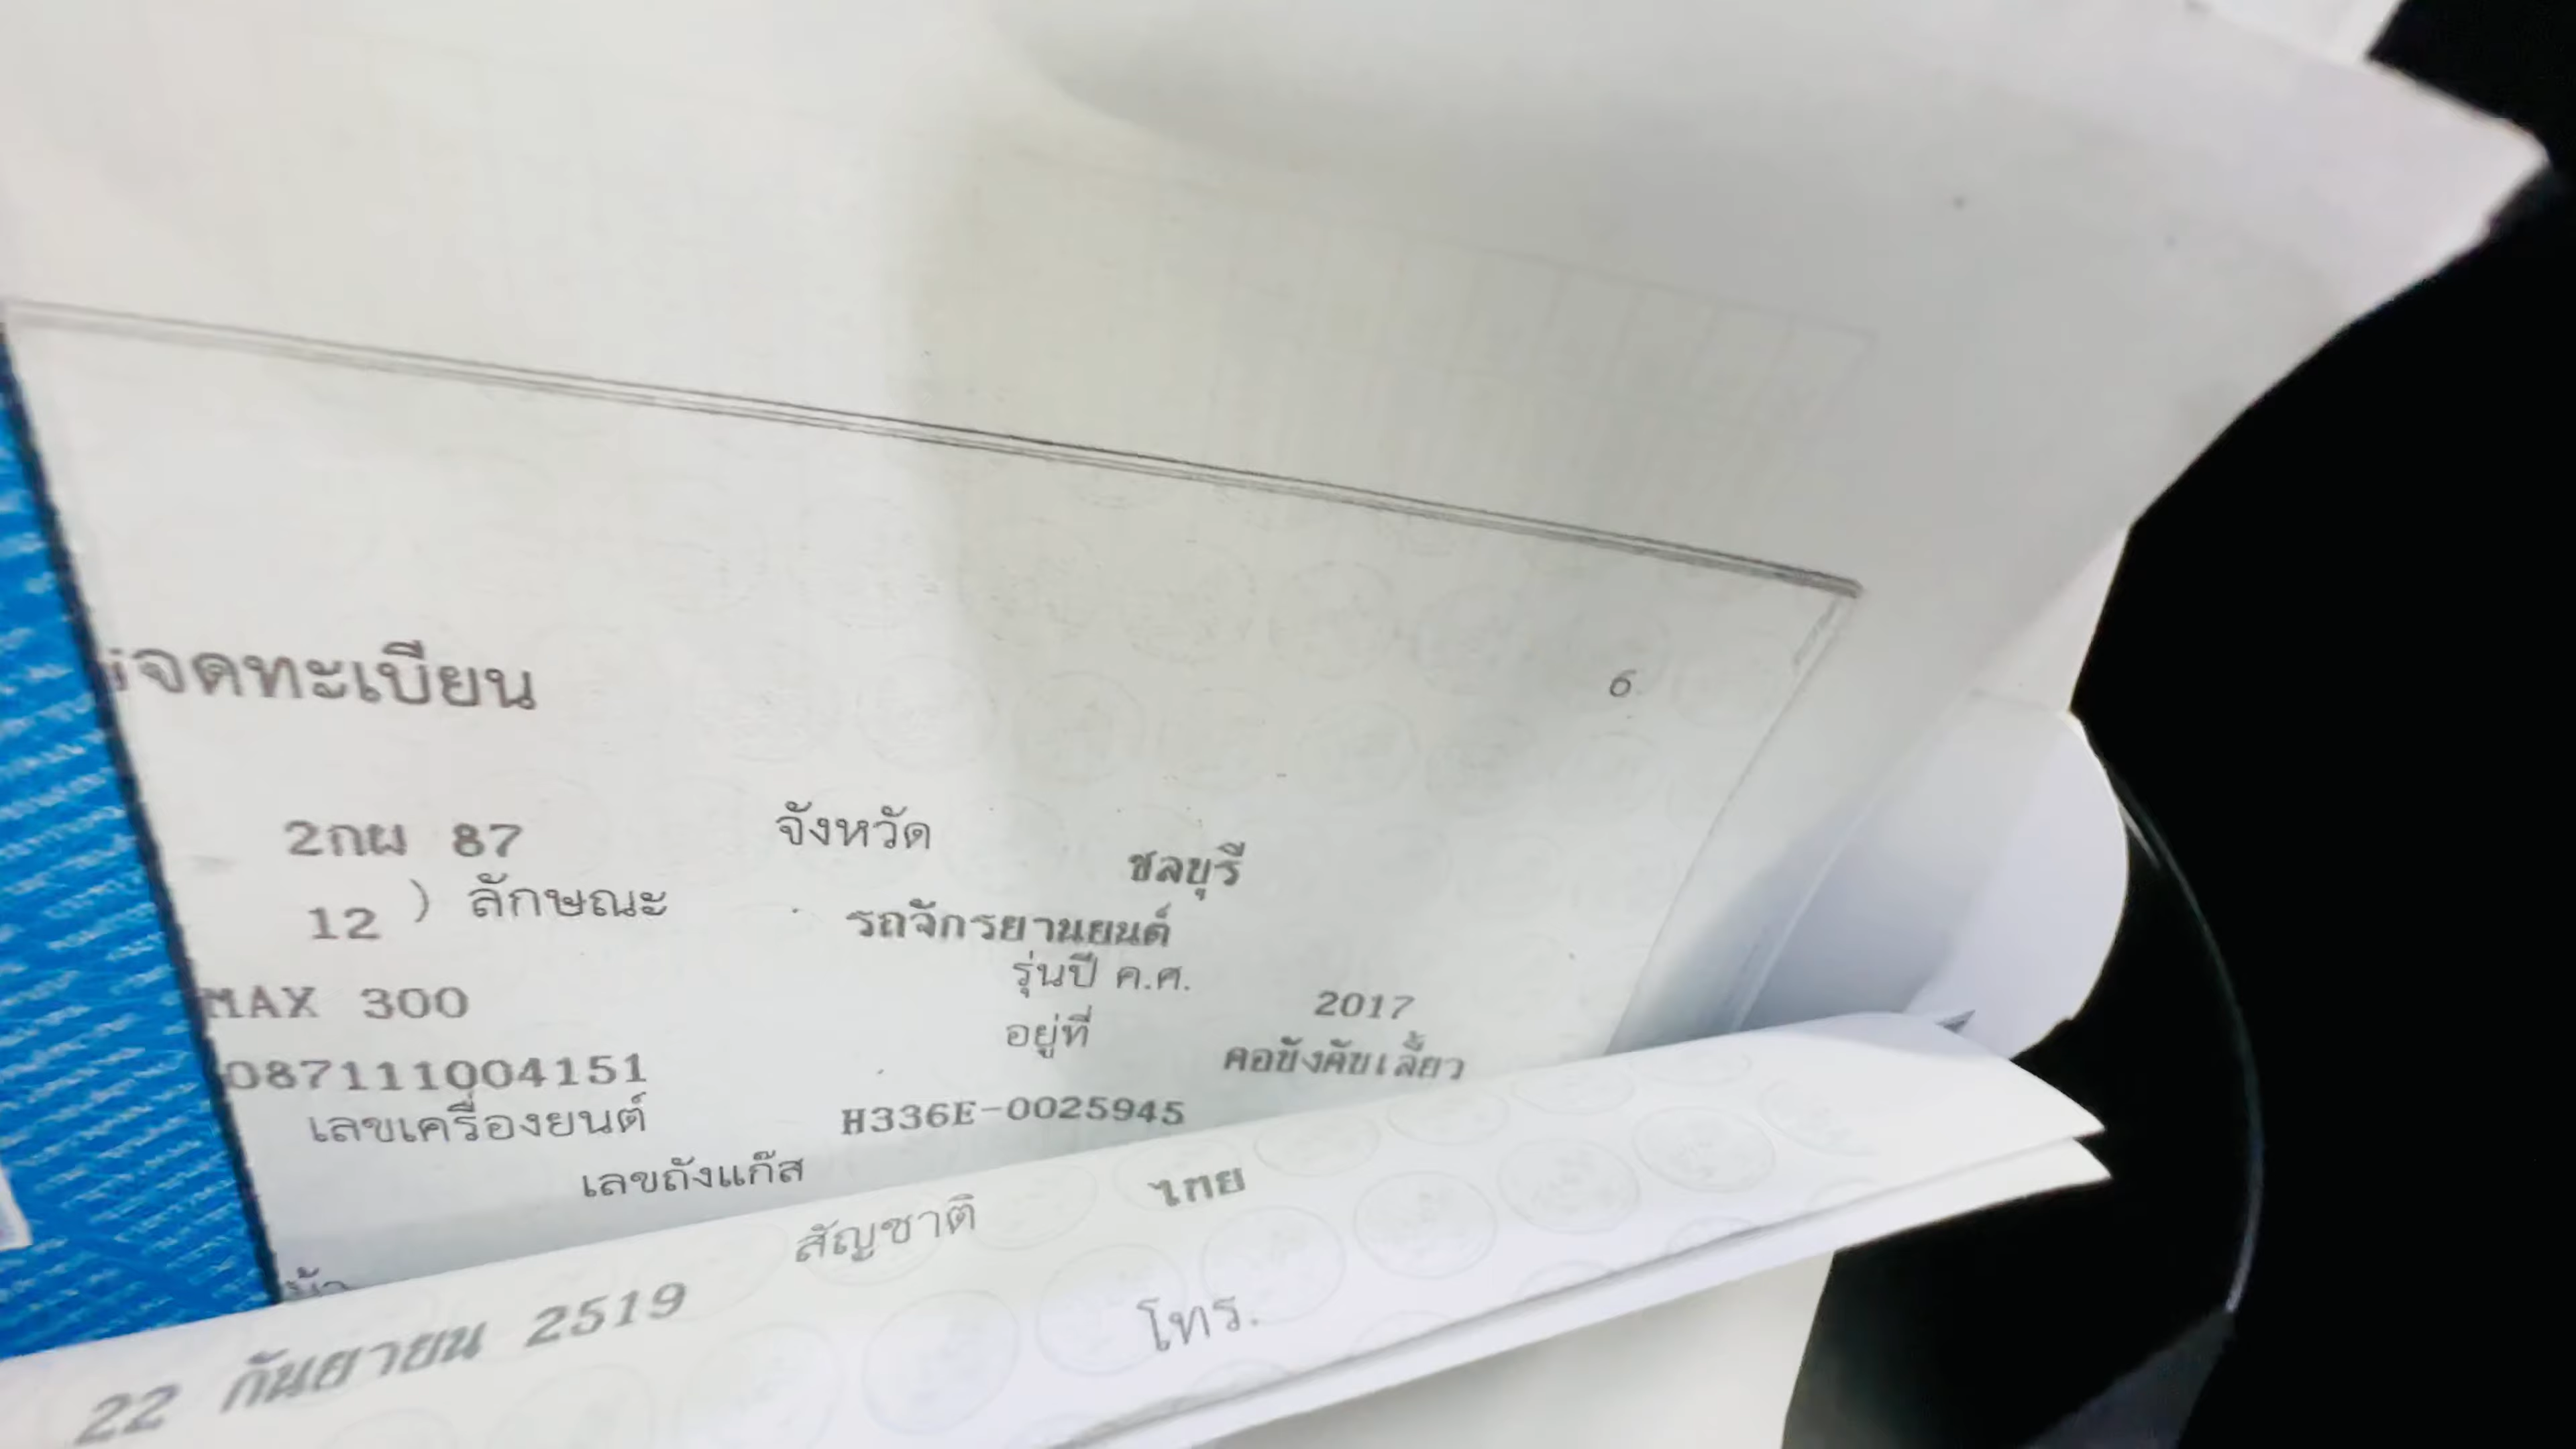 จดทะเบียน
6
2กผ 87 จังหวัด ชลบุรี
12 ) ลักษณะ รถจักรยานยนต์
MAX 300 รุ่นปี ค.ศ. 2017
087111004151 อยู่ที่ คอบังคับเลี้ยว
เลขเครื่องยนต์ H336E-0025945
เลขถังแก๊ส
22 กันยายน 2519 สัญชาติ ไทย
โทร.